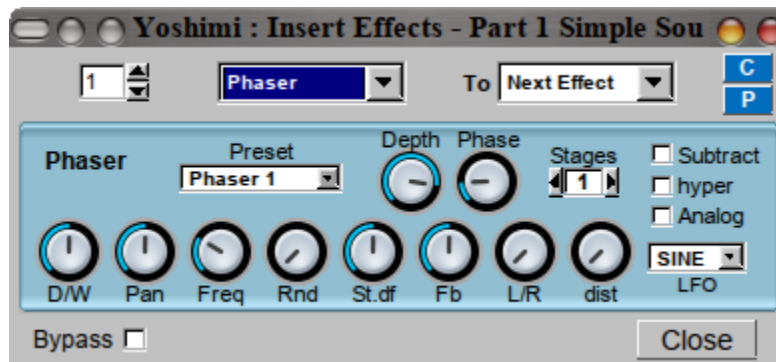 Yoshimi : Insert Effects - Part 1 Simple Sou
1 Phaser To Next Effect C
P
Phaser Preset Depth Phase Stages Subtract
Phaser 1 1 hyper
Analog
SINE
D/W Pan Freq Rnd St.df Fb L/R dist LFO
Bypass Close